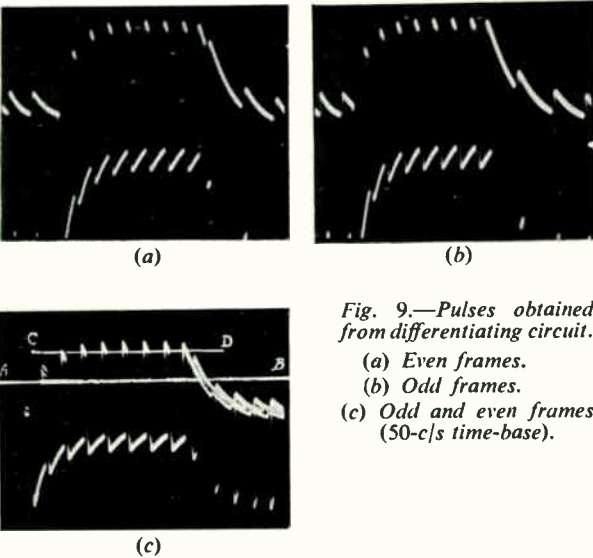 (a)
(b)
C
D
B
(c)
Fig. 9.—Pulses obtained
from differentiating circuit.
(a) Even frames.
(b) Odd frames.
(c) Odd and even frames
(50-c/s time-base).